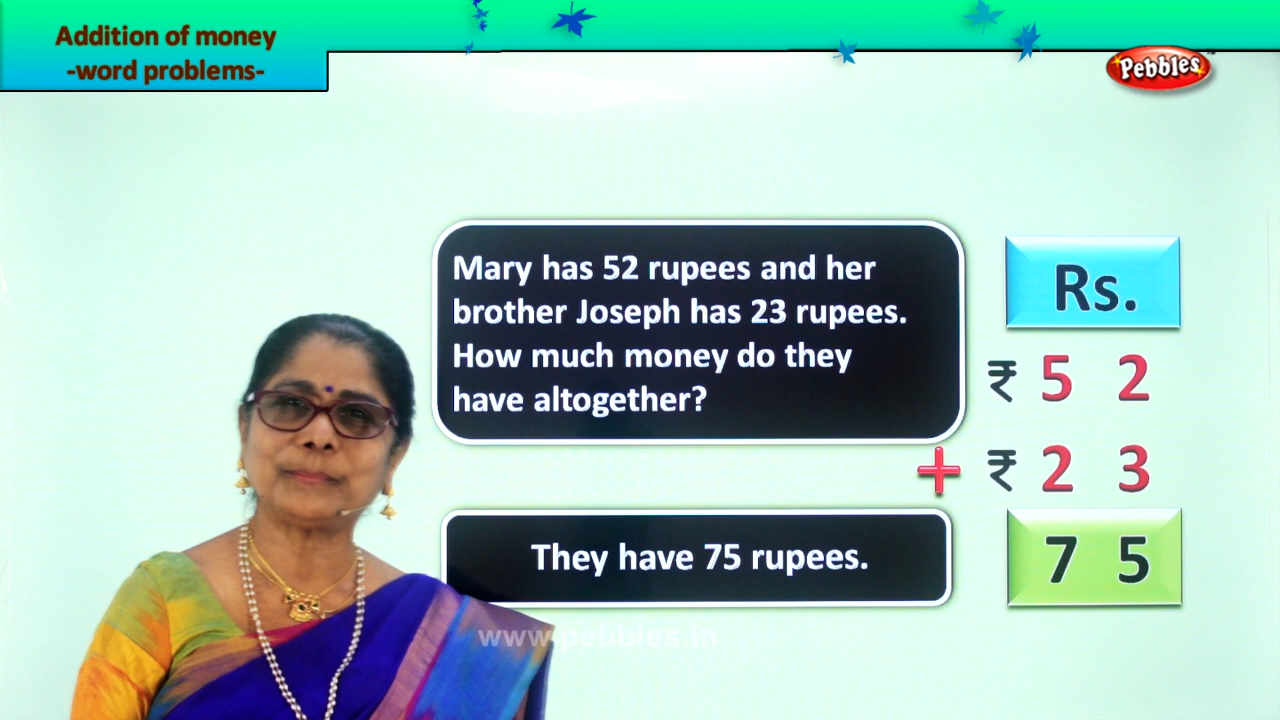 Addition of money
-word problems-
Pebbles
Mary has 52 rupees and her
brother Joseph has 23 rupees.
How much money do they
have altogether?
Rs.
₹ 5 2
+ ₹ 2 3
They have 75 rupees.
7 5
www.pebbles.in